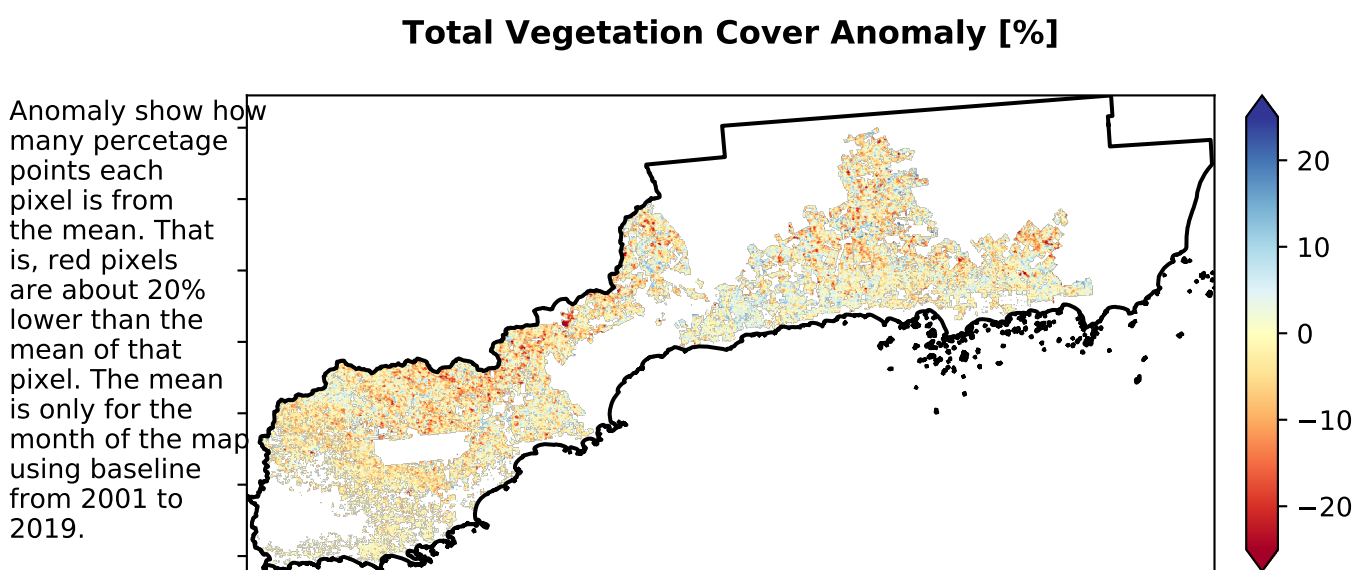 Total Vegetation Cover Anomaly [%]
Anomaly show how
many percetage
points each
pixel is from
the mean. That
is, red pixels
are about 20%
lower than the
mean of that
pixel. The mean
is only for the
month of the map
using baseline
from 2001 to
2019.
20
10
0
−10
−20